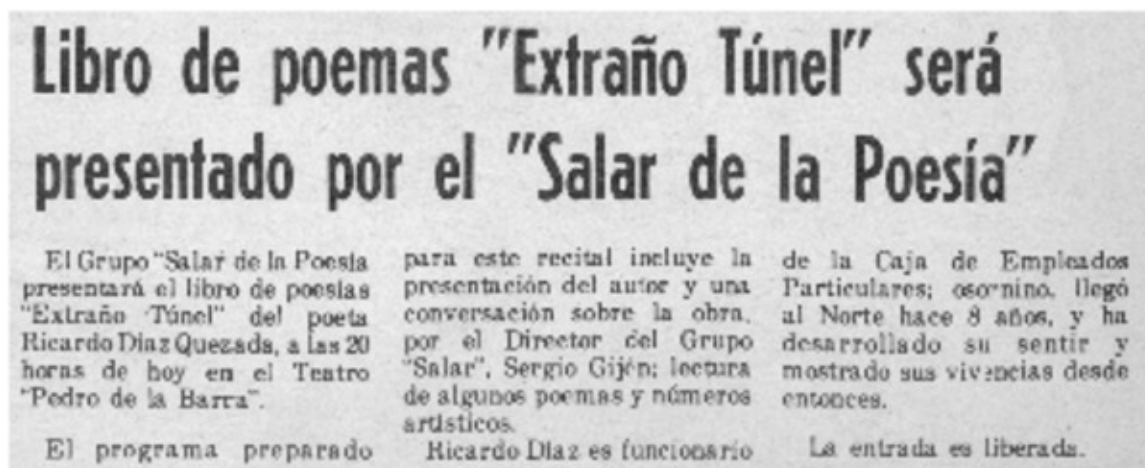 Libro de poemas "Extraño Túnel" será
presentado por el "Salar de la Poesía"
El Grupo "Salar de la Poesia
presentará el libro de poesias
"Extraño Túnel" del poeta
Ricardo Diaz Quezada, a las 20
horas de hoy en el Teatro
"Pedro de la Barra".
El programa preparado
para este recital incluye la
presentación del autor y una
conversación sobre la obra,
por el Director del Grupo
"Salar", Sergio Gijón; lectura
de algunos poemas y números
artísticos.
Ricardo Diaz es funcionario
de la Caja de Empleados
Particulares; osornino, llegó
al Norte hace 8 años, y ha
desarrollado su sentir y
mostrado sus vivencias desde
entonces.
La entrada es liberada.